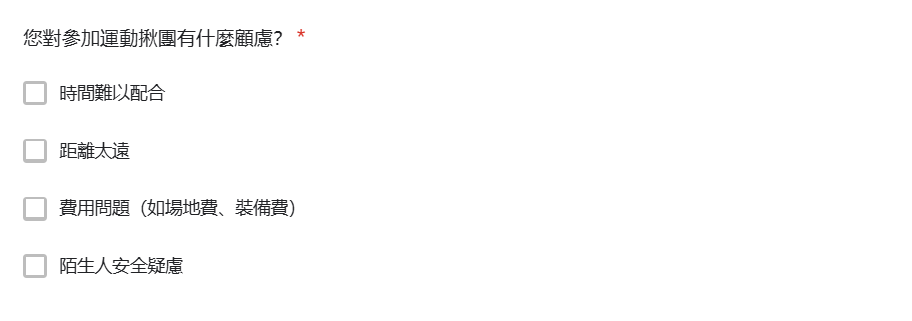 您對參加運動揪團有什麼顧慮？ *
時間難以配合
距離太遠
費用問題（如場地費、裝備費）
陌生人安全疑慮